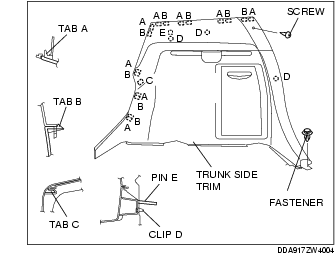 A B A B B A SCREW
A
B E D D
TAB A
A
B C D
A
B
TAB B
A
B
TRUNK SIDE
TRIM
PIN E
FASTENER
TAB C
CLIP D
DDA917ZW4004